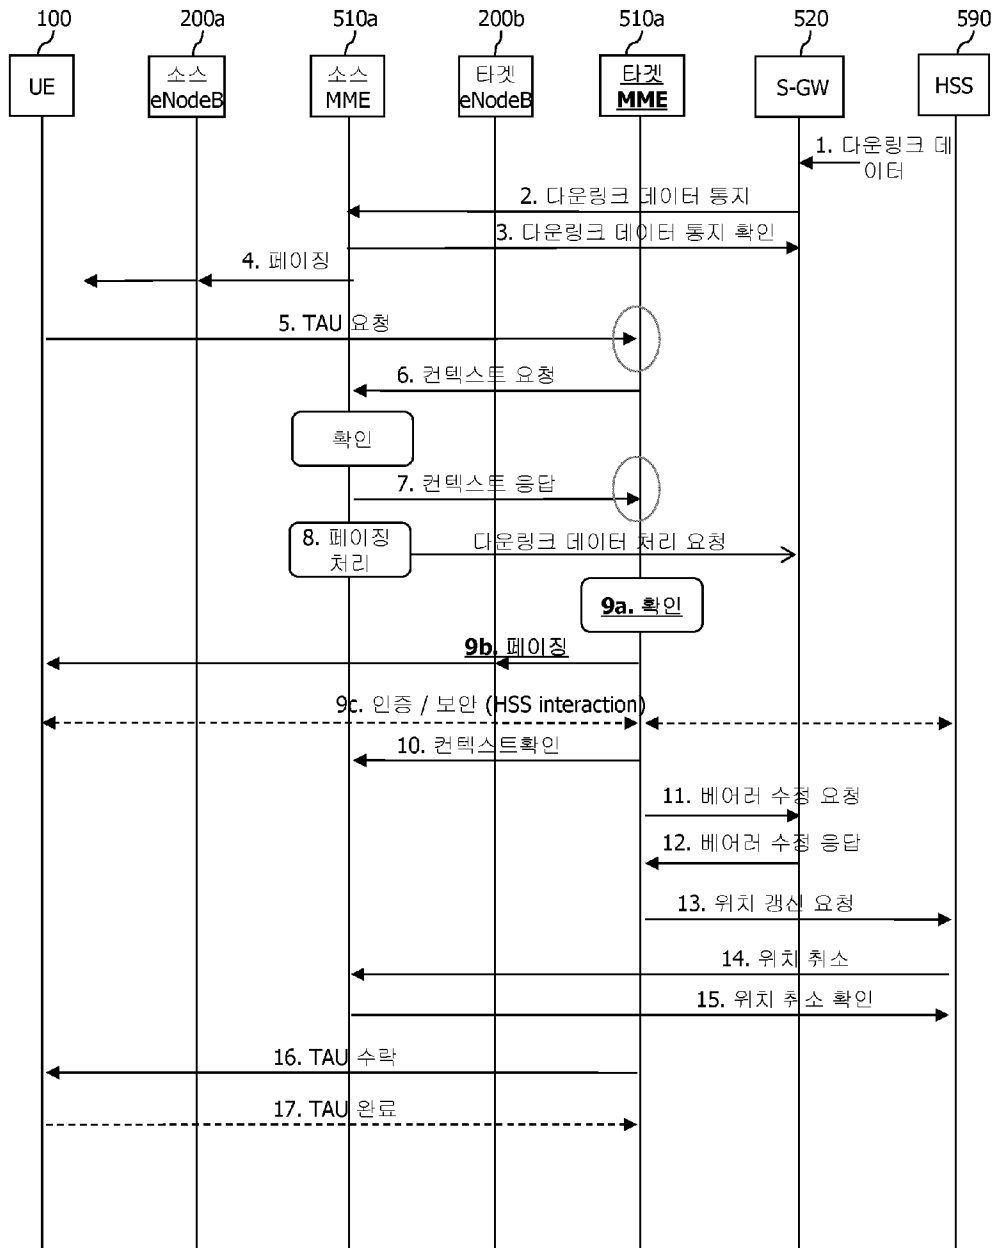 100
200a
510a
200b
510a
520
590
UE
소스
eNodeB
소스
MME
타겟
eNodeB
타겟
MME
S-GW
HSS
1. 다운링크 데
이터
2. 다운링크 데이터 통지
3. 다운링크 데이터 통지 확인
4. 페이징
5. TAU 요청
6. 컨텍스트 요청
확인
7. 컨텍스트 응답
8. 페이징
처리
다운링크 데이터 처리 요청
9a. 확인
9b. 페이징
9c. 인증 / 보안 (HSS interaction)
10. 컨텍스트확인
11. 베어러 수정 요청
12. 베어러 수정 응답
13. 위치 갱신 요청
14. 위치 취소
15. 위치 취소 확인
16. TAU 수락
17. TAU 완료